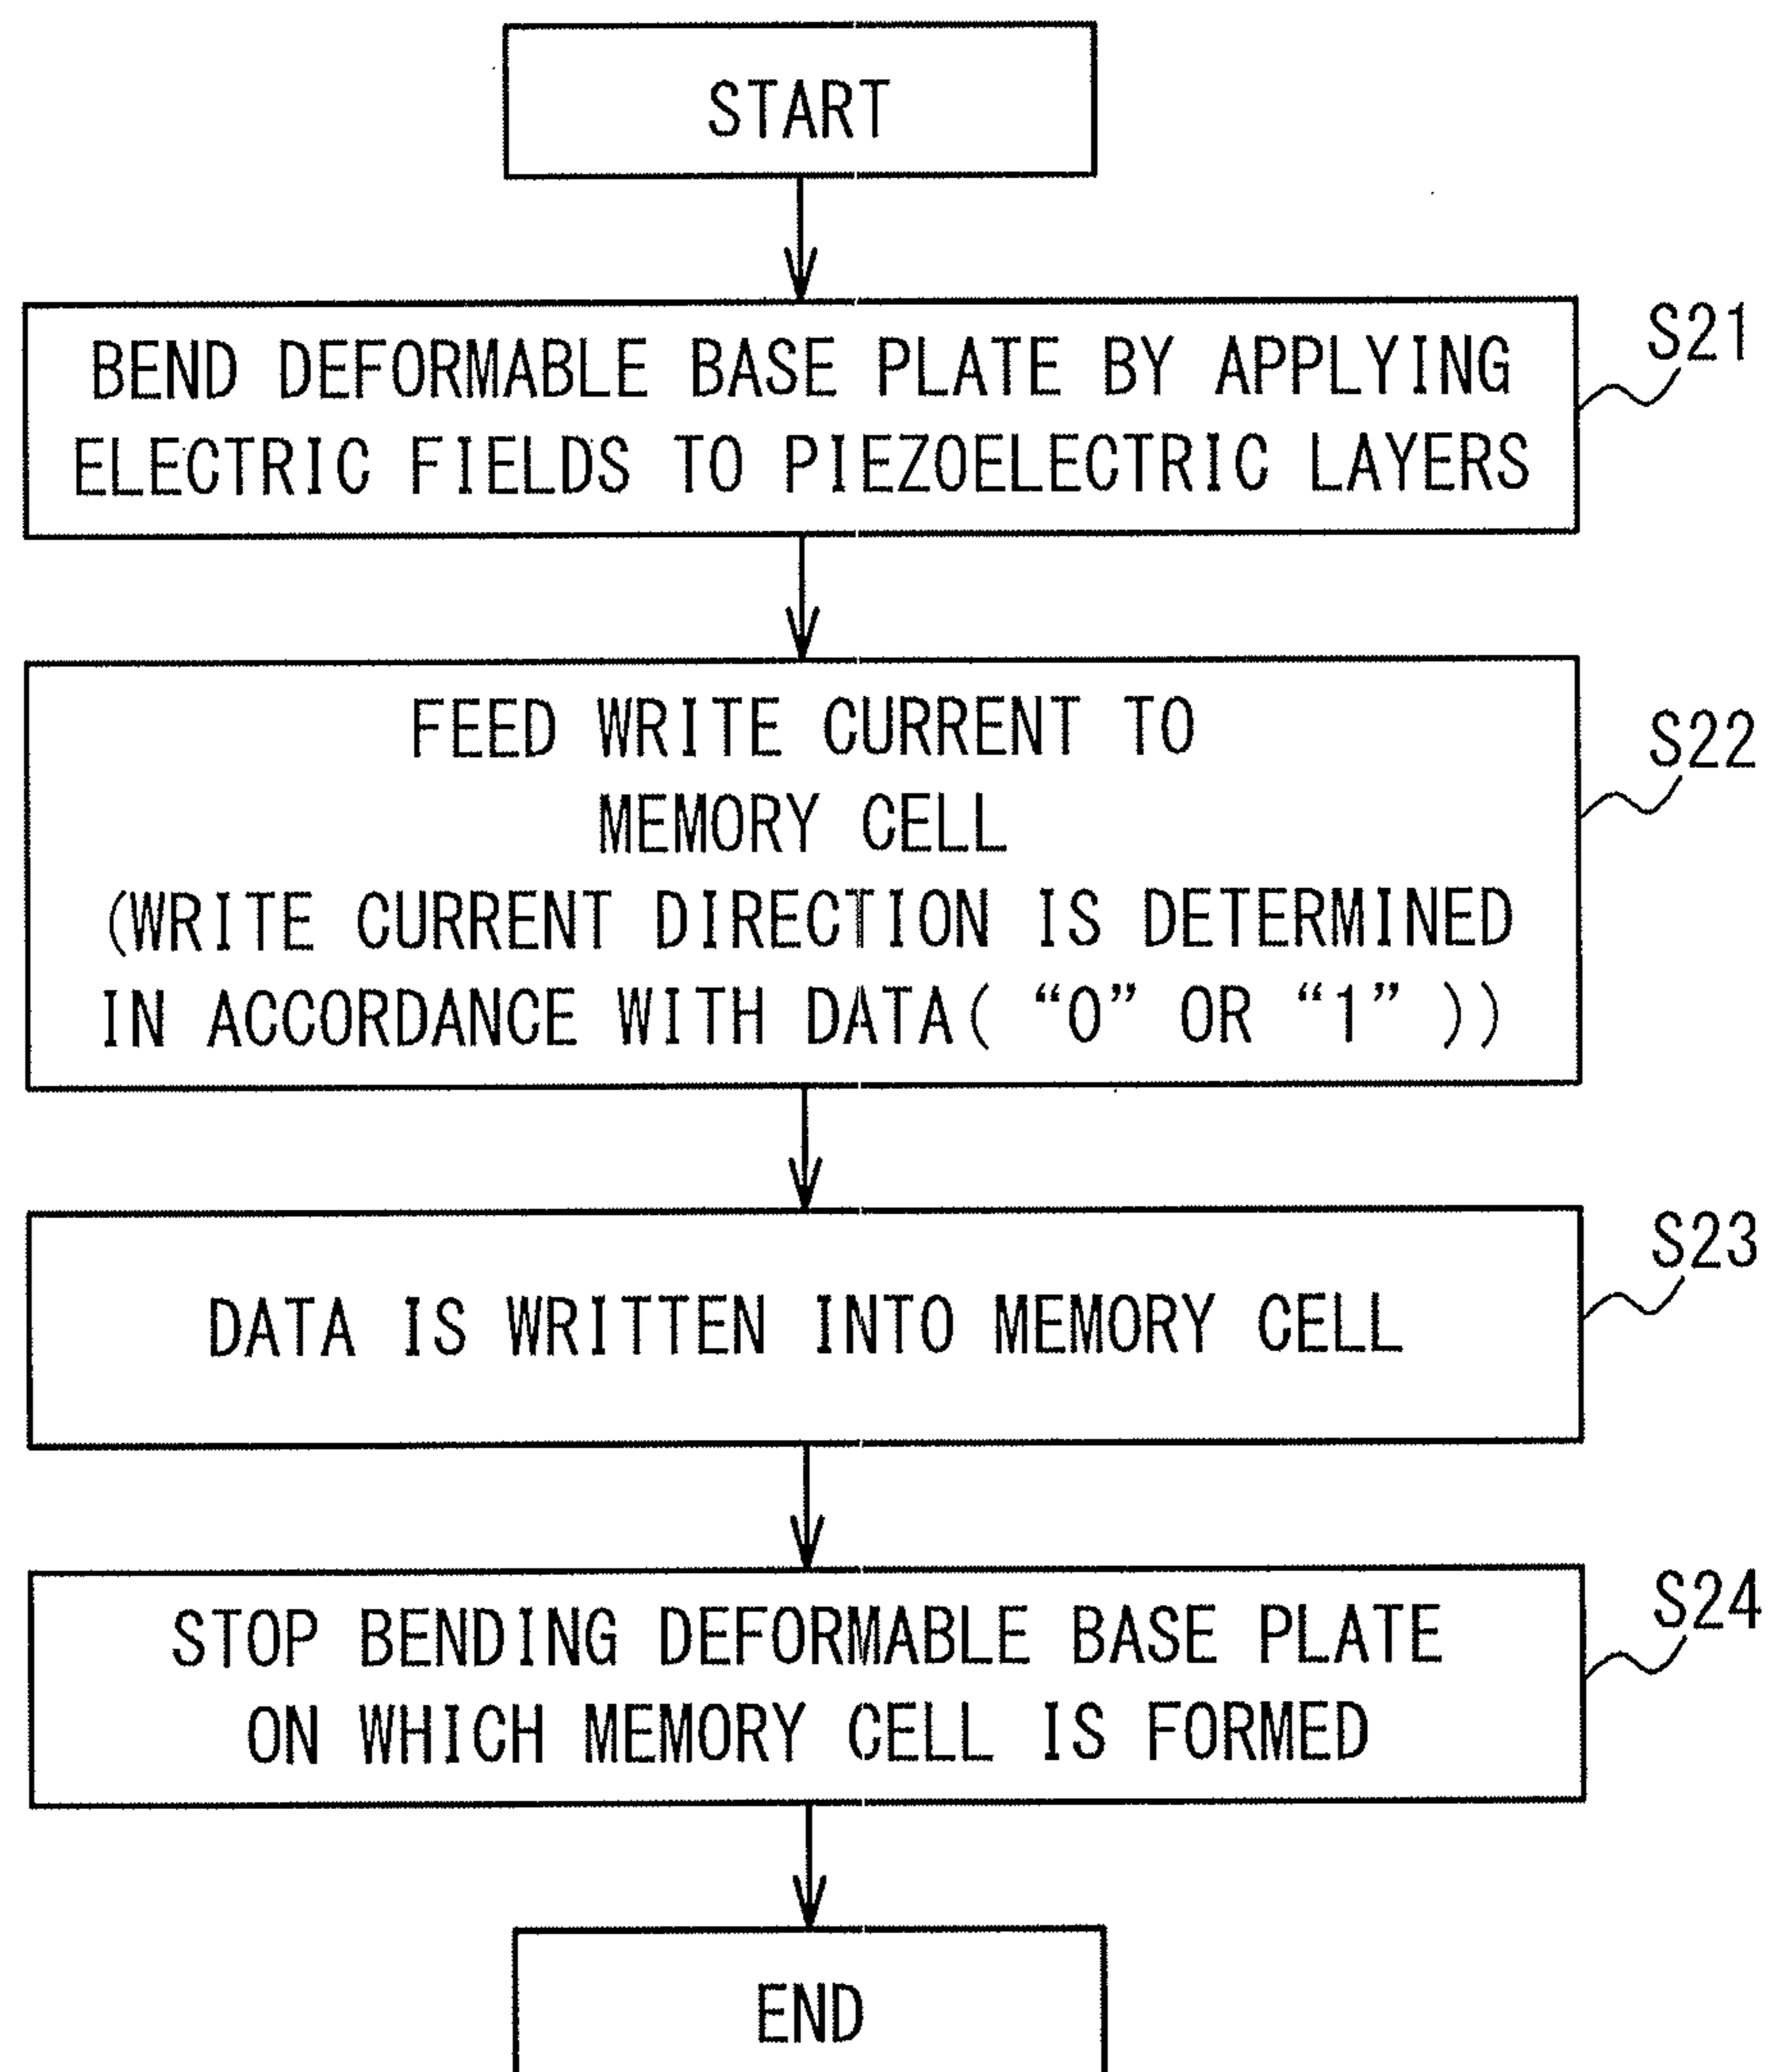 START
BEND DEFORMABLE BASE PLATE BY APPLYING
ELECTRIC FIELDS TO PIEZOELECTRIC LAYERS
S21
FEED WRITE CURRENT TO
MEMORY CELL
(WRITE CURRENT DIRECTION IS DETERMINED
IN ACCORDANCE WITH DATA( “0” OR “1” ))
S22
DATA IS WRITTEN INTO MEMORY CELL
S23
STOP BENDING DEFORMABLE BASE PLATE
ON WHICH MEMORY CELL IS FORMED
S24
END